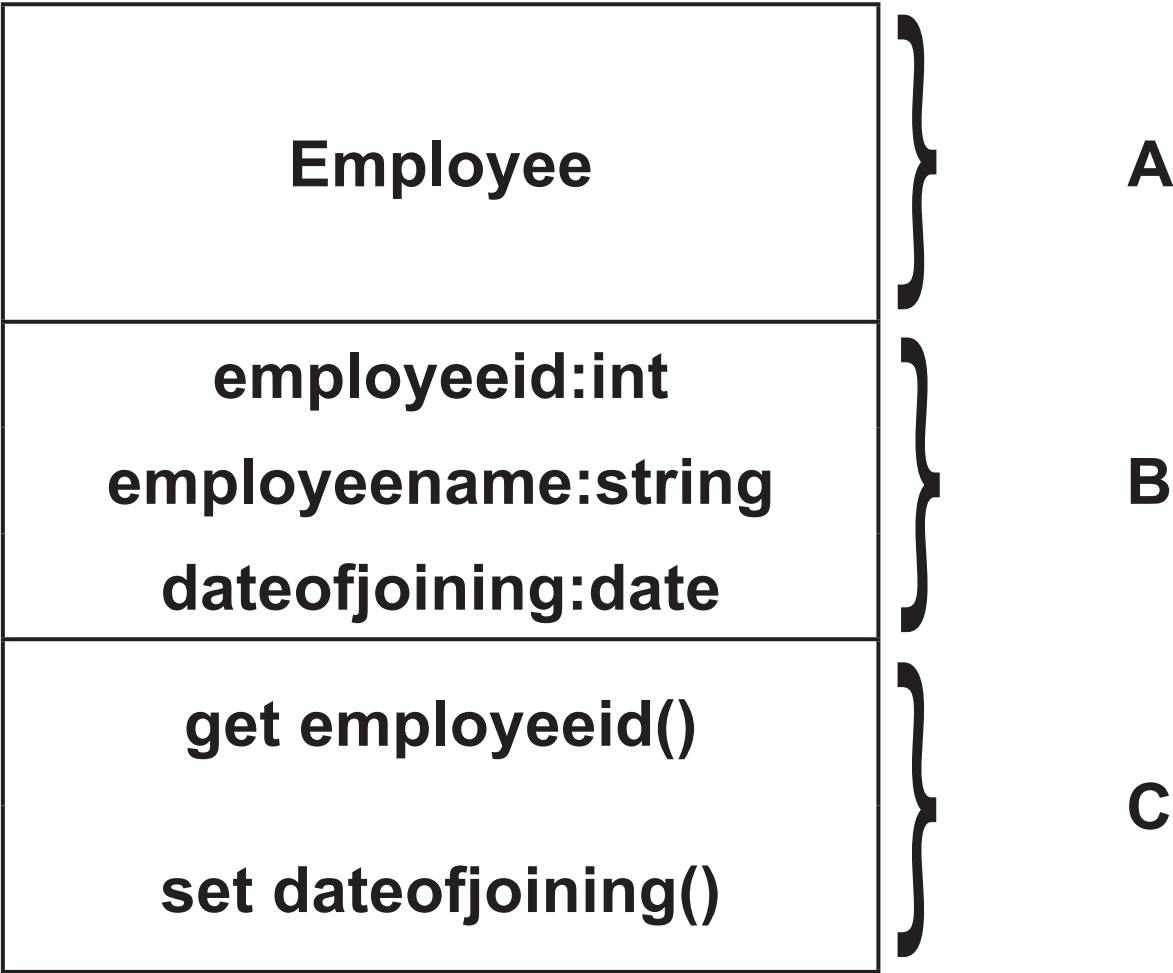 Employee
A
employeeid:int
employeename:string
B
dateofjoining:date
get employeeid()
C
set dateofjoining()